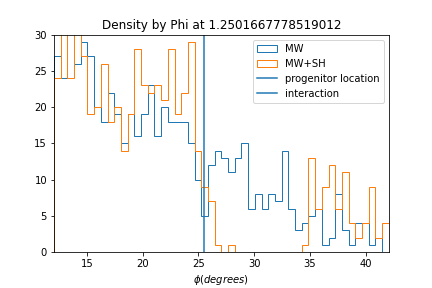 Density by Phi at 1.2501667778519012
30
25
20
15
10
5
0
MW
MW+SH
progenitor location
interaction
15 20 25 30 35 40
ϕ(degrees)